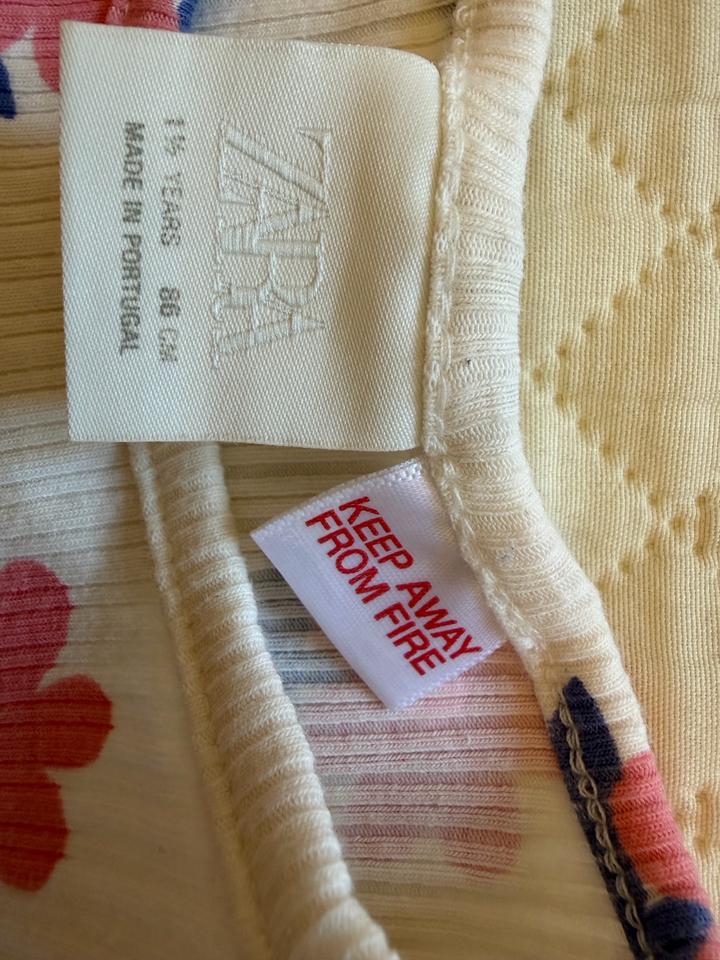 ZARA
1½ YEARS 86 CM
MADE IN PORTUGAL
KEEP AWAY
FROM FIRE